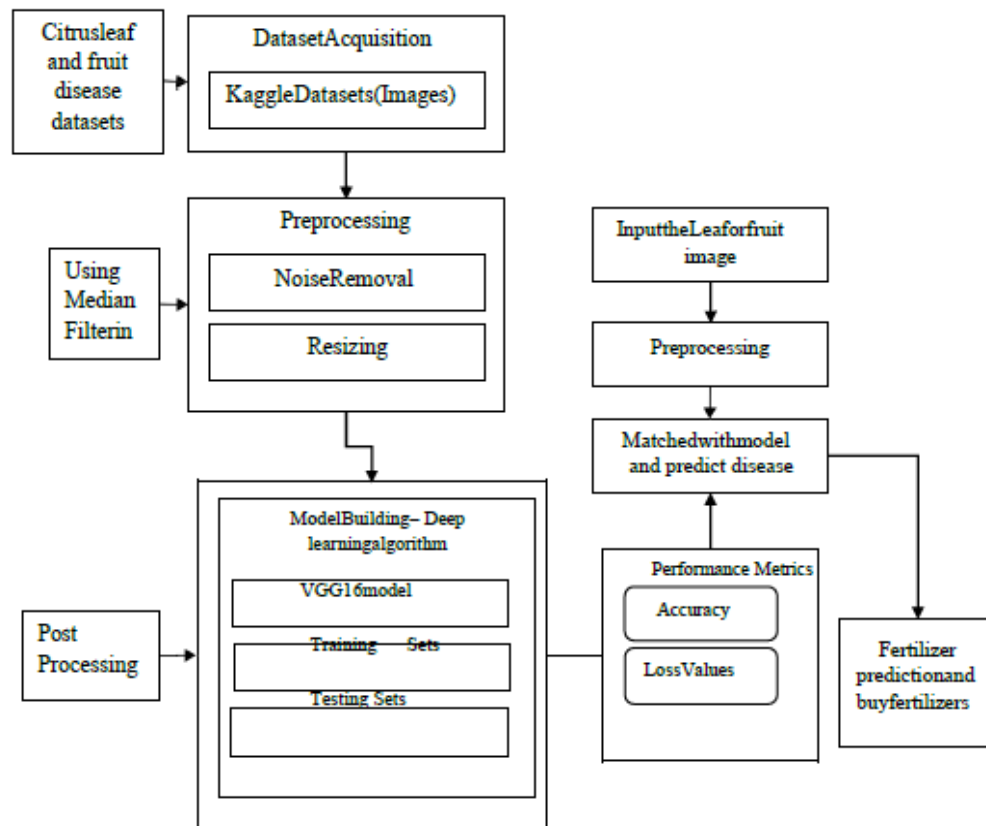 Citrusleaf
and fruit
disease
datasets
DatasetAcquisition
KaggleDatasets(Images)
Preprocessing
NoiseRemoval
Resizing
Using
Median
Filterin
InputtheLeaforfruit
image
Preprocessing
Matchedwithmodel
and predict disease
ModelBuilding– Deep
learningalgorithm
VGG16model
Training Sets
Testing Sets
Post
Processing
Performance Metrics
Accuracy
LossValues
Fertilizer
predictionand
buyfertilizers